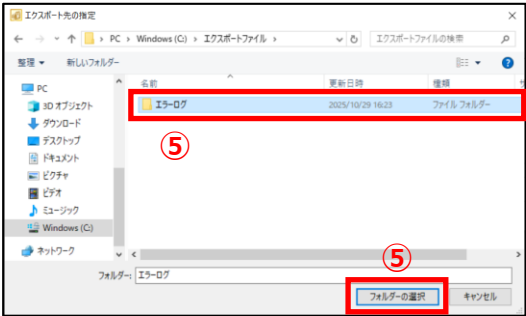 エクスポート先の指定
PC › Windows (C:) › エクスポートファイル ›
エクスポートファイルの検索
整理 新しいフォルダー
名前 更新日時 種類
PC
3D オブジェクト
ダウンロード
デスクトップ
ドキュメント
ピクチャ
ビデオ
ミュージック
Windows (C:)
ネットワーク
エラーログ 2025/10/29 16:23 ファイル フォルダー
⑤
⑤
フォルダー: エラーログ
フォルダーの選択 キャンセル